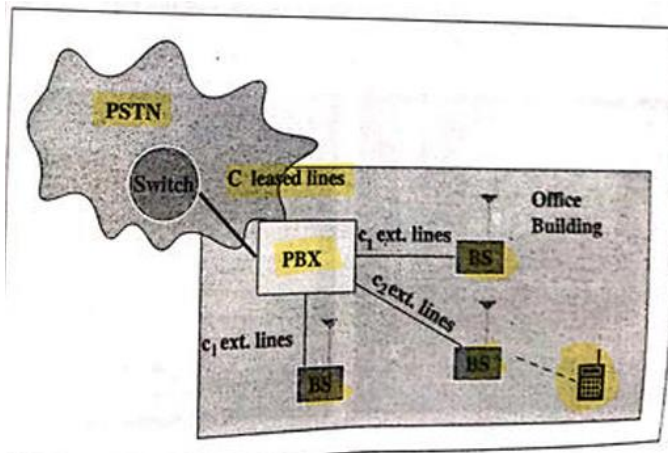 PSTN
Switch
C leased lines
PBX
c₁ ext. lines
BS
Office
Building
c₂ ext. lines
BS
c₁ ext. lines
BS